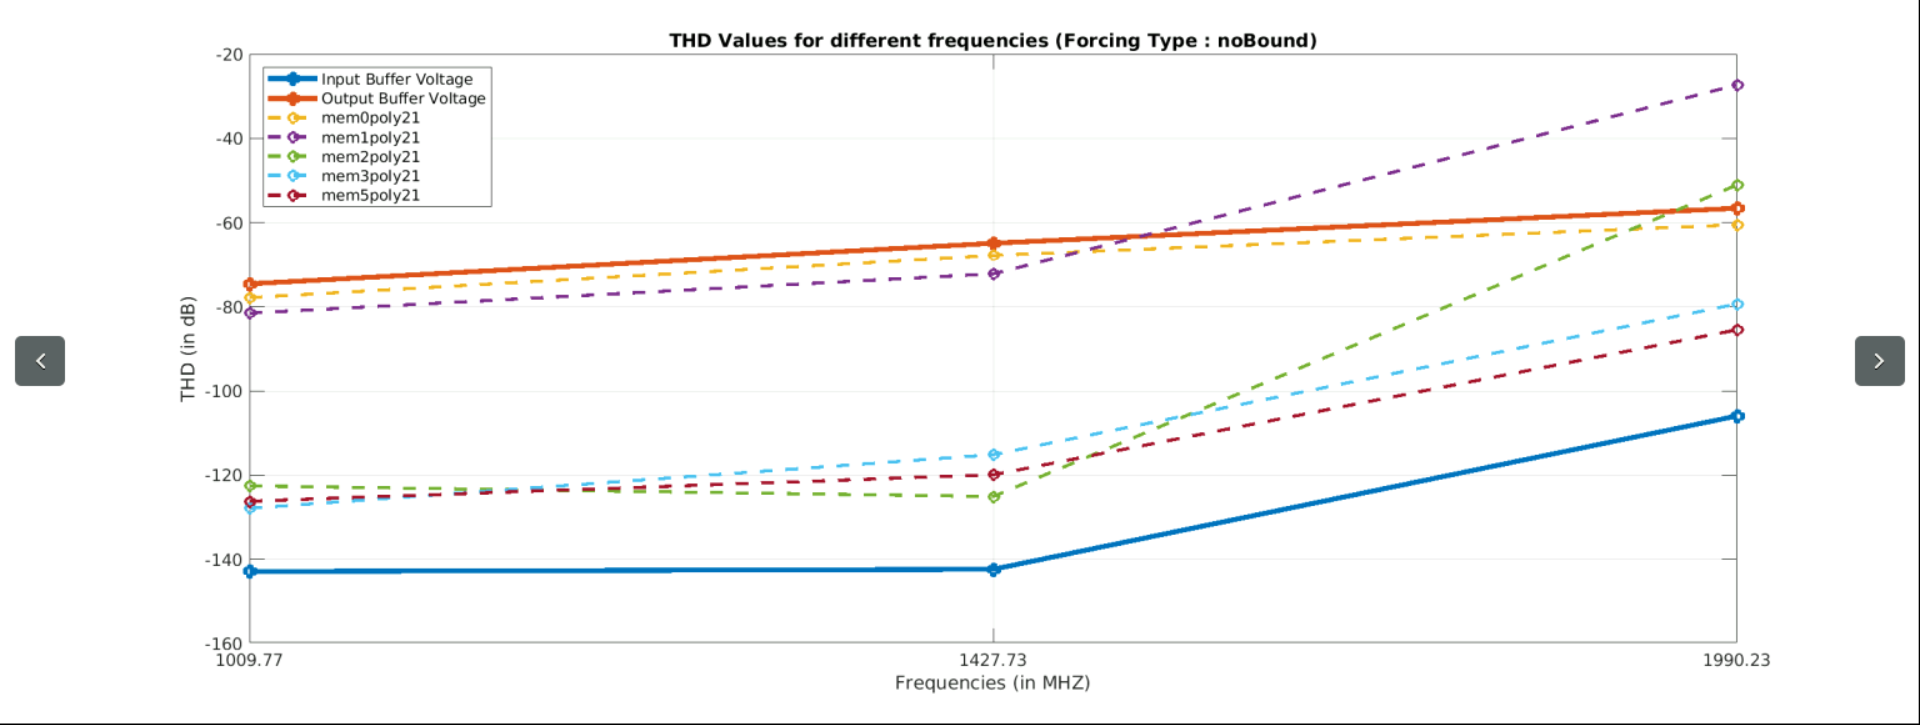 THD Values for different frequencies (Forcing Type : noBound)
-20
-40
-60
-80
-100
-120
-140
-160
THD (in dB)
Input Buffer Voltage
Output Buffer Voltage
mem0poly21
mem1poly21
mem2poly21
mem3poly21
mem5poly21
1009.77
1427.73
1990.23
Frequencies (in MHZ)